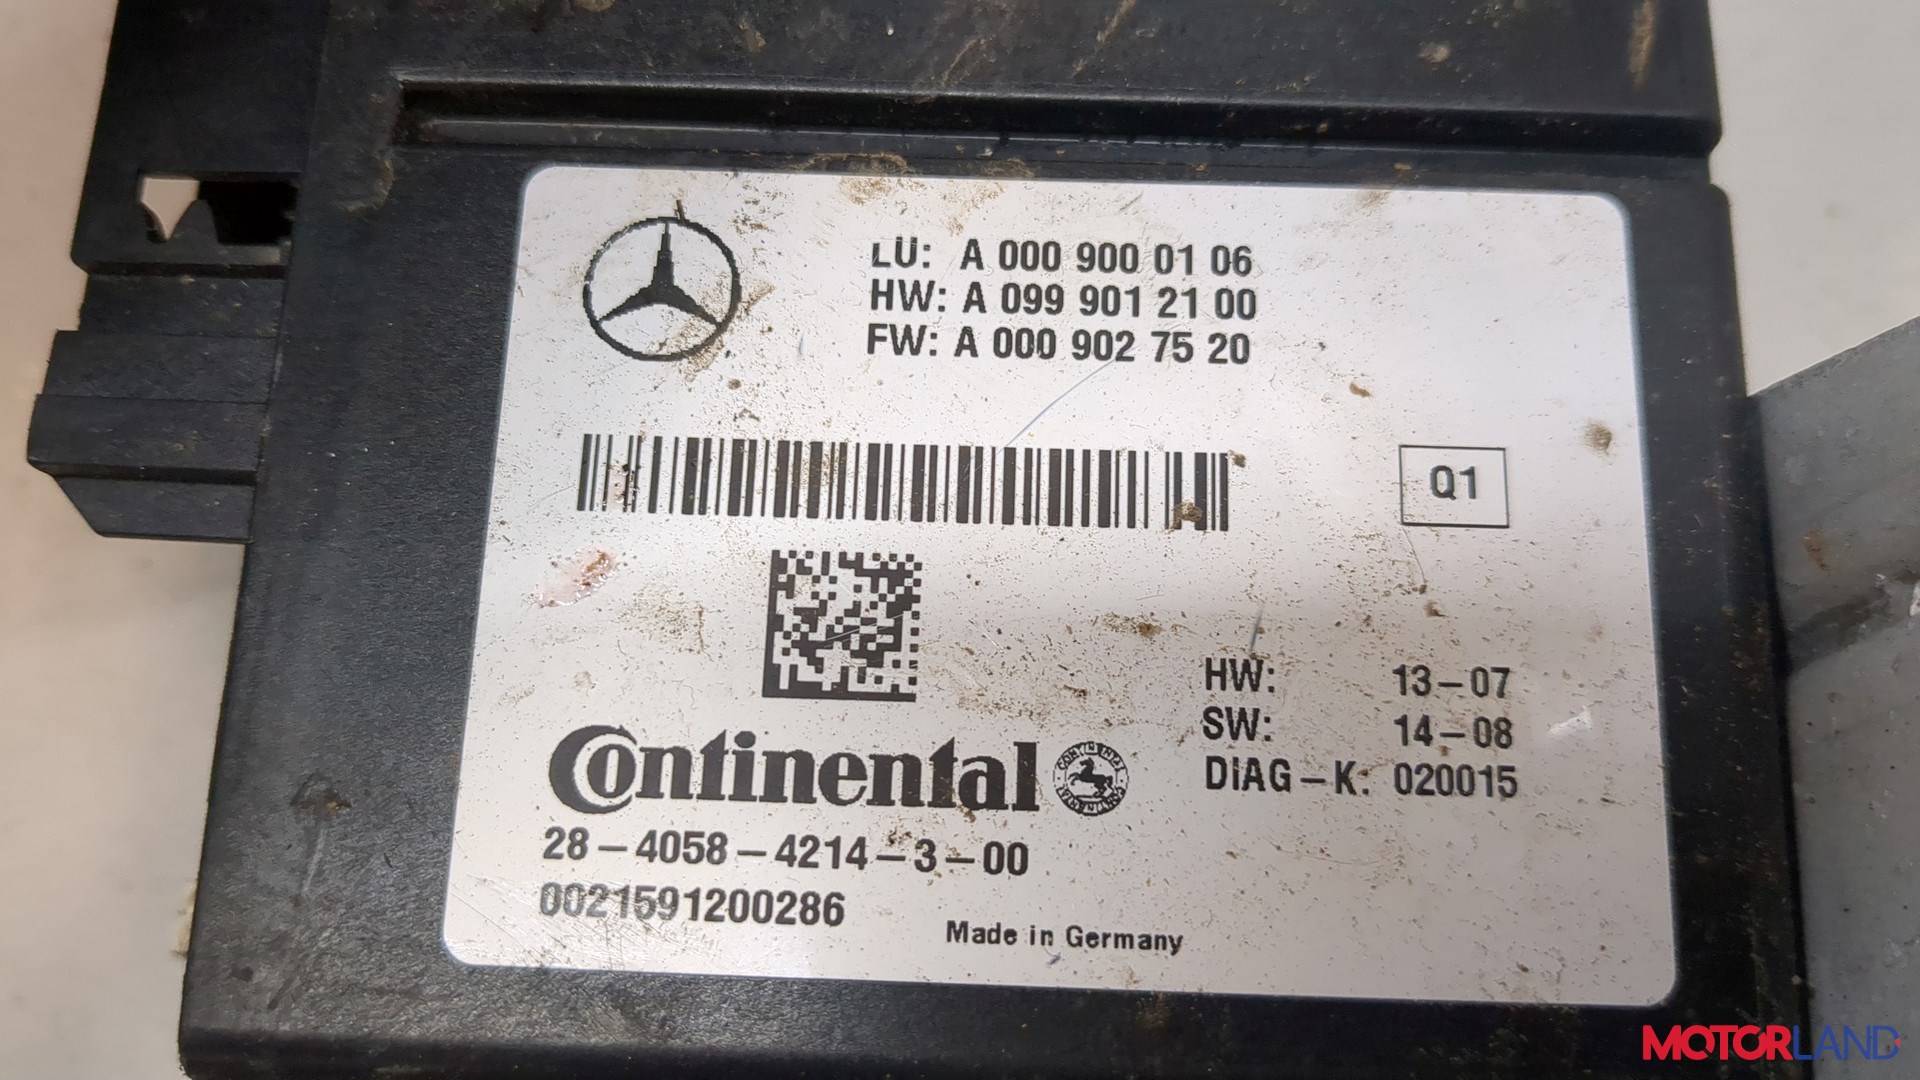 LU: A 000 900 01 06
HW: A 099 901 21 00
FW: A 000 902 75 20
Q1
HW: 13-07
SW: 14-08
DIAG-K: 020015
Continental
28-4058-4214-3-00
0021591200286
Made in Germany
MOTORLAND